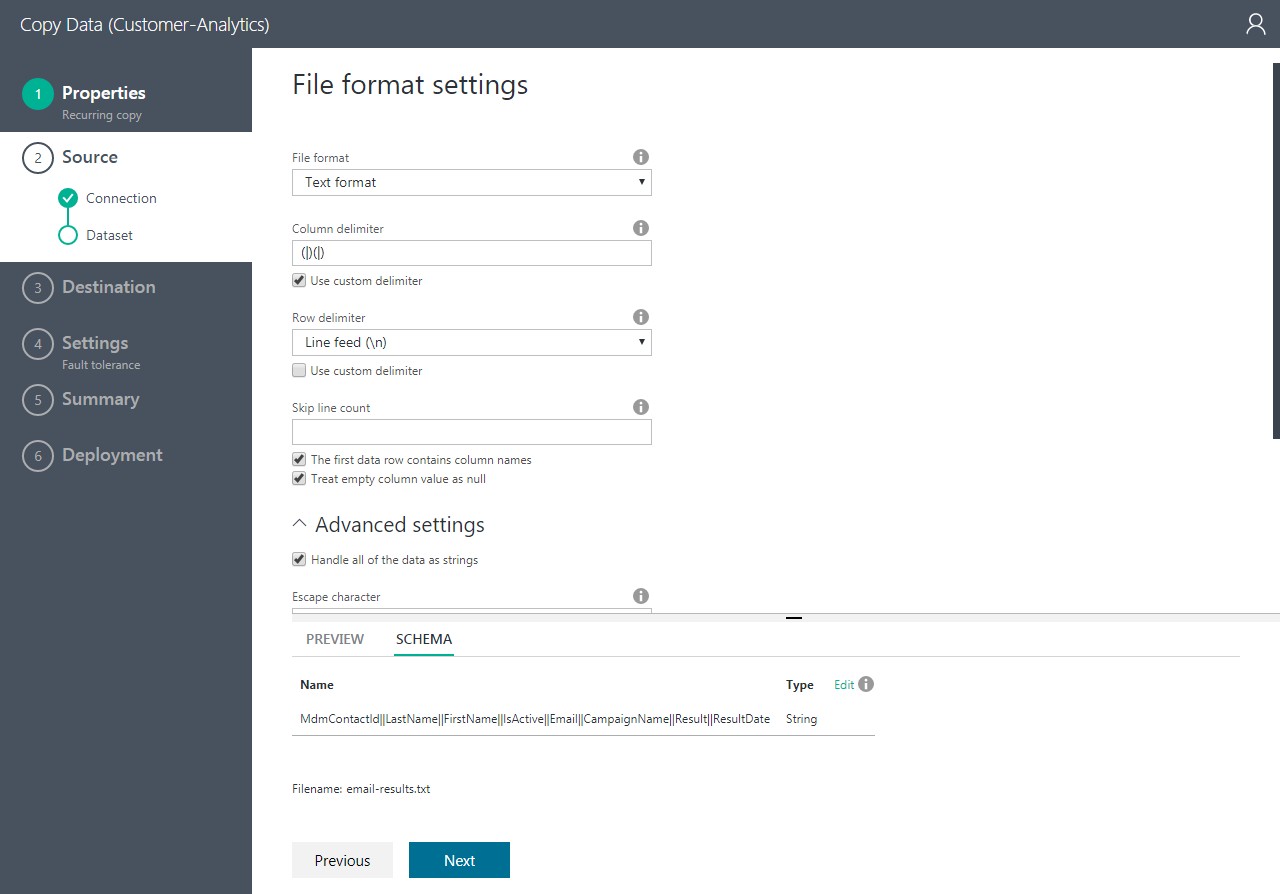 Copy Data (Customer-Analytics)
1 Properties
Recurring copy
2 Source
Connection
Dataset
3 Destination
4 Settings
Fault tolerance
5 Summary
6 Deployment
File format settings
File format
Text format
Column delimiter
(|)(|)
Use custom delimiter
Row delimiter
Line feed (\n)
Use custom delimiter
Skip line count
The first data row contains column names
Treat empty column value as null
Advanced settings
Handle all of the data as strings
Escape character
PREVIEW SCHEMA
Name Type Edit
MdmContactId||LastName||FirstName||IsActive||Email||CampaignName||Result||ResultDate String
Filename: email-results.txt
Previous Next